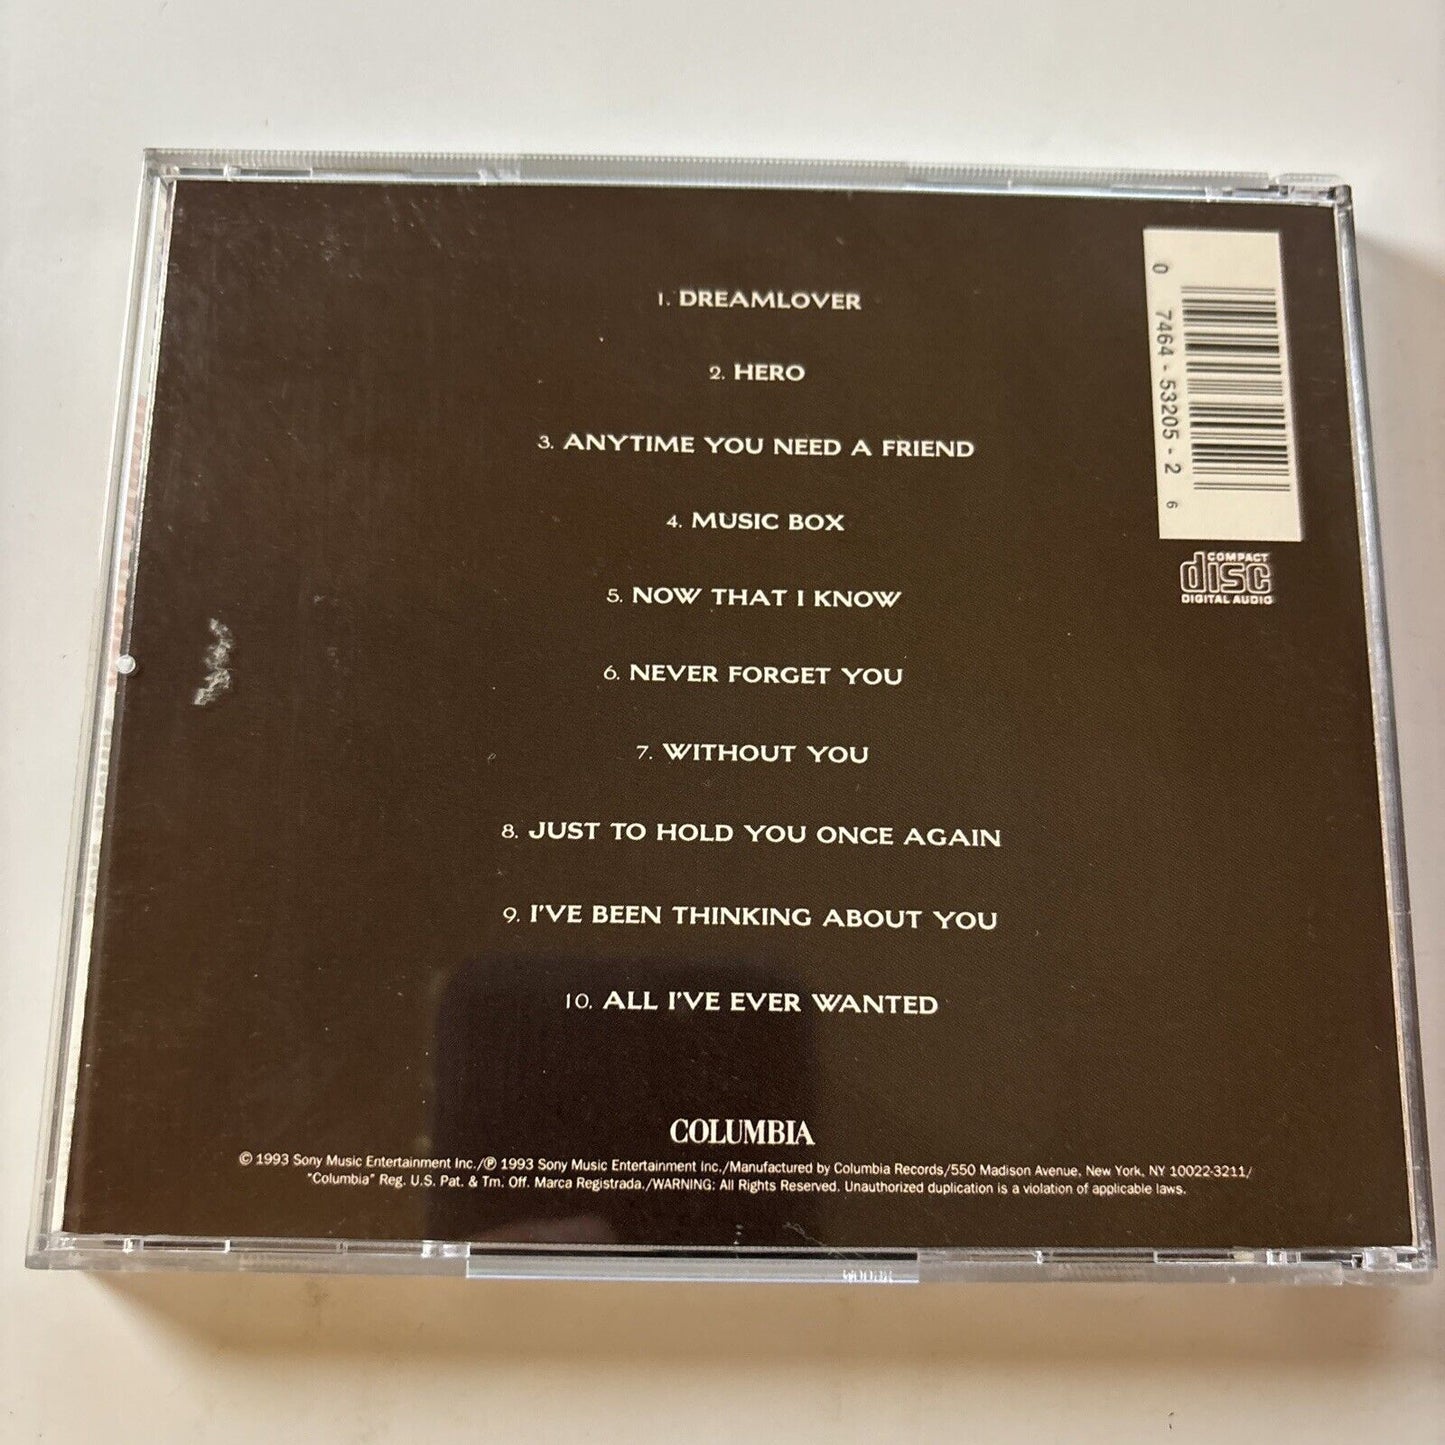 1. DREAMLOVER
2. HERO
3. ANYTIME YOU NEED A FRIEND
4. MUSIC BOX
5. NOW THAT I KNOW
6. NEVER FORGET YOU
7. WITHOUT YOU
8. JUST TO HOLD YOU ONCE AGAIN
9. I'VE BEEN THINKING ABOUT YOU
10. ALL I'VE EVER WANTED
0 7464-53205-2 6
COMPACT
disc
DIGITAL AUDIO
COLUMBIA
© 1993 Sony Music Entertainment Inc./℗ 1993 Sony Music Entertainment Inc./Manufactured by Columbia Records/550 Madison Avenue, New York, NY 10022-3211/
"Columbia" Reg. U.S. Pat. & Tm. Off. Marca Registrada./WARNING: All Rights Reserved. Unauthorized duplication is a violation of applicable laws.